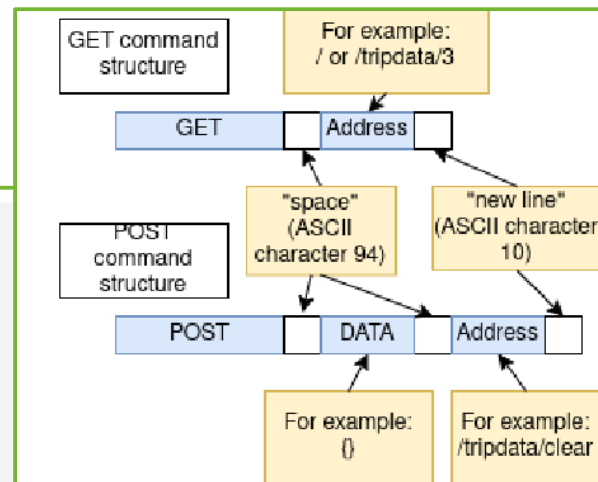 GET command
structure
For example:
/ or /tripdata/3
GET
Address
"space"
(ASCII
character 94)
"new line"
(ASCII character
10)
POST
command
structure
POST
DATA
Address
For example:
{}
For example:
/tripdata/clear